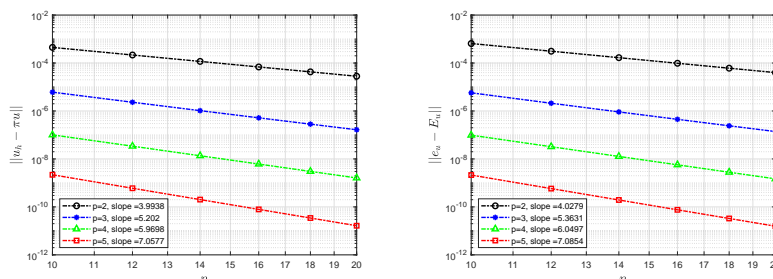 10^-2
10^-4
10^-6
10^-8
10^-10
10^-12
||u_h − πu||
p=2, slope =3.9938
p=3, slope =5.202
p=4, slope =5.9698
p=5, slope =7.0577
10 11 12 13 14 15 16 17 18 19 20
10^-2
10^-4
10^-6
10^-8
10^-10
10^-12
||e_u − E_u||
p=2, slope =4.0279
p=3, slope =5.3631
p=4, slope =6.0497
p=5, slope =7.0854
10 11 12 13 14 15 16 17 18 19